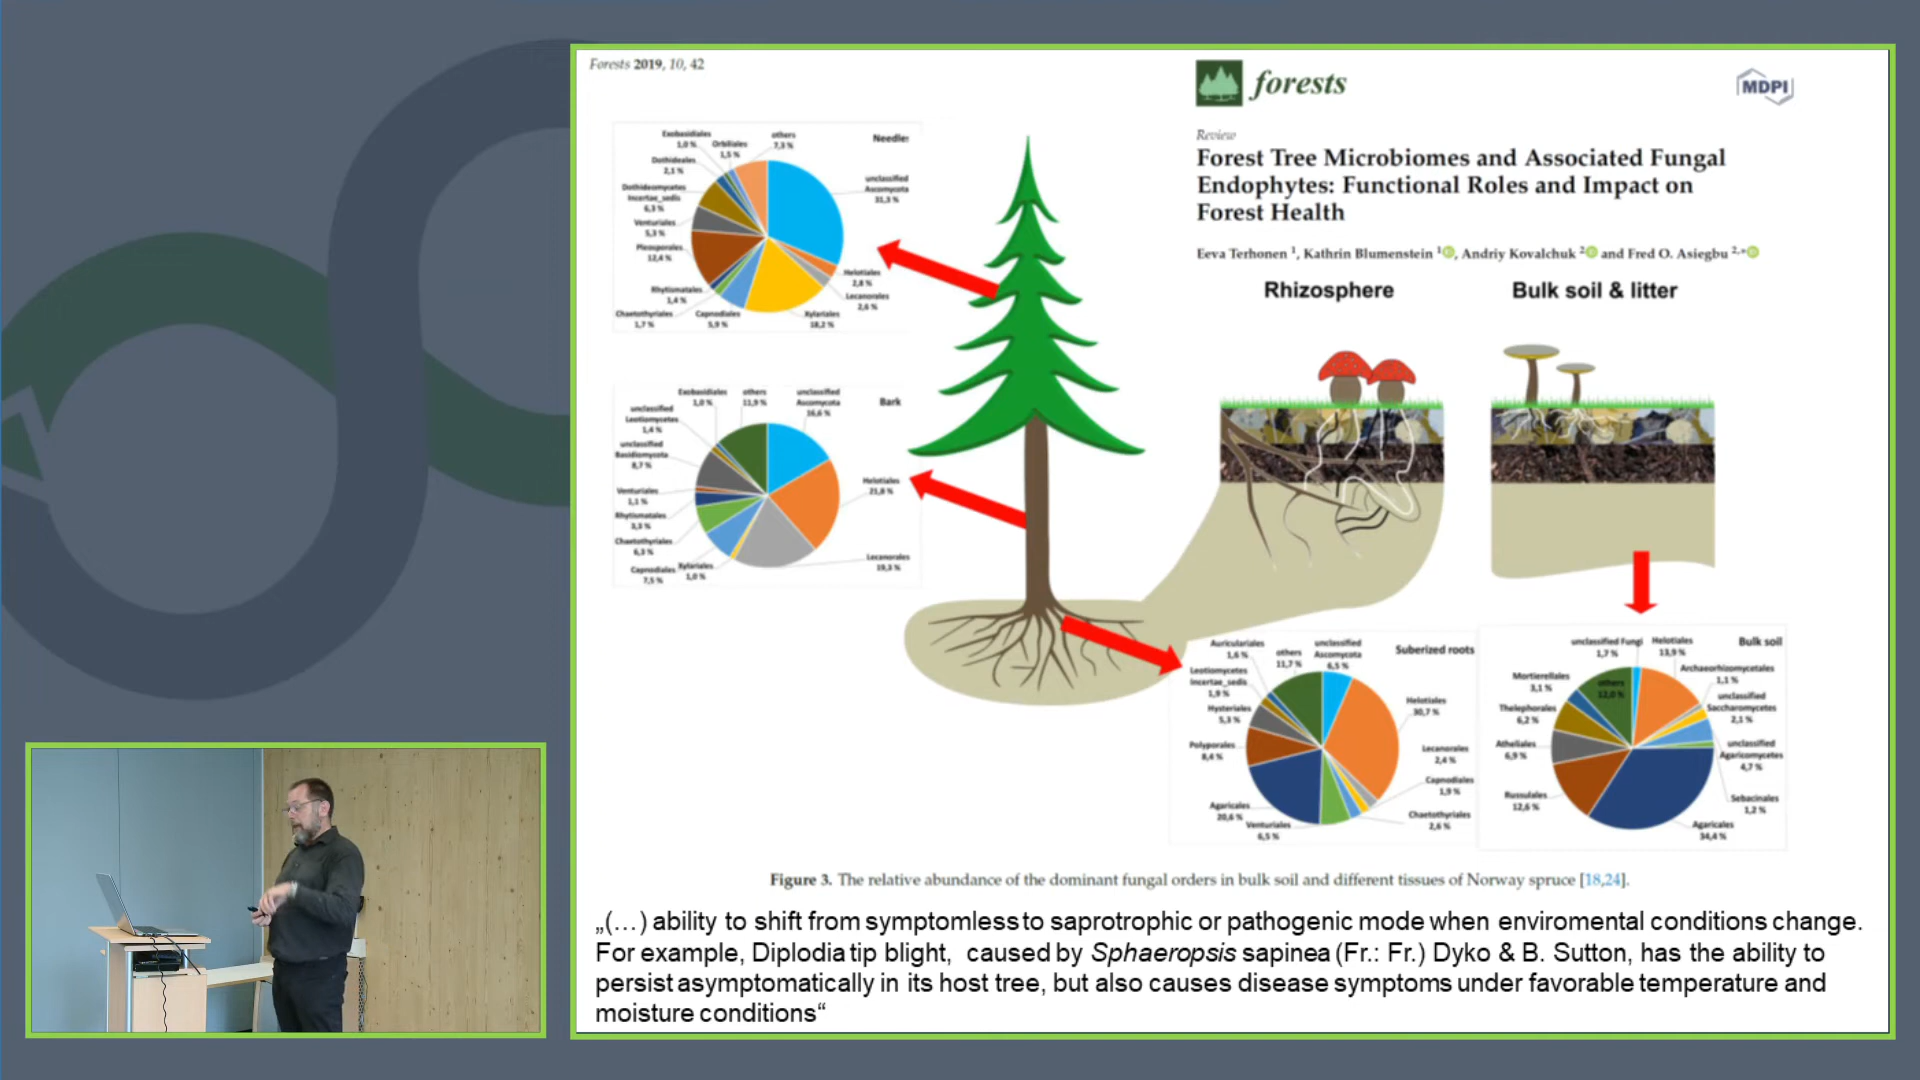 Forests 2019, 10, 42
forests
MDPI
Review
Forest Tree Microbiomes and Associated Fungal
Endophytes: Functional Roles and Impact on
Forest Health
Eeva Terhonen 1, Kathrin Blumenstein 1, Andriy Kovalchuk 2 and Fred O. Asiegbu 2,*
Rhizosphere
Bulk soil & litter
Needles
Exobasidiales
1,0 %
Orbiliales
1,5 %
others
7,3 %
Dothideales
2,1 %
unclassified
Ascomycota
31,3 %
Dothideomycetes
Incertae_sedis
6,3 %
Venturiales
5,3 %
Pleosporales
12,4 %
Helotiales
2,8 %
Lecanorales
2,6 %
Rhytismatales
1,4 %
Chaetothyriales
1,7 %
Capnodiales
5,9 %
Xylariales
18,2 %
Bark
Exobasidiales
1,0 %
others
11,9 %
unclassified
Ascomycota
16,6 %
unclassified
Leotiomycetes
1,4 %
unclassified
Basidiomycota
8,7 %
Helotiales
21,8 %
Venturiales
1,1 %
Rhytismatales
3,3 %
Chaetothyriales
6,3 %
Capnodiales
7,5 %
Xylariales
1,0 %
Lecanorales
19,3 %
Suberized roots
Auriculariales
1,6 %
others
11,7 %
unclassified
Ascomycota
6,5 %
Leotiomycetes
Incertae_sedis
1,9 %
Hysteriales
5,3 %
Helotiales
30,7 %
Polyporales
8,4 %
Lecanorales
2,4 %
Capnodiales
1,9 %
Agaricales
20,6 %
Venturiales
6,5 %
Chaetothyriales
2,6 %
Bulk soil
unclassified Fungi
1,7 %
Helotiales
13,9 %
Archaeorhizomycetales
1,1 %
Mortierellales
3,1 %
others
12,0 %
unclassified
Saccharomycetes
2,1 %
Thelephorales
6,2 %
Atheliales
6,9 %
unclassified
Agaricomycetes
4,7 %
Russulales
12,6 %
Sebacinales
1,2 %
Agaricales
34,4 %
Figure 3. The relative abundance of the dominant fungal orders in bulk soil and different tissues of Norway spruce [18,24].
„(…) ability to shift from symptomless to saprotrophic or pathogenic mode when enviromental conditions change.
For example, Diplodia tip blight, caused by Sphaeropsis sapinea (Fr.: Fr.) Dyko & B. Sutton, has the ability to
persist asymptomatically in its host tree, but also causes disease symptoms under favorable temperature and
moisture conditions“